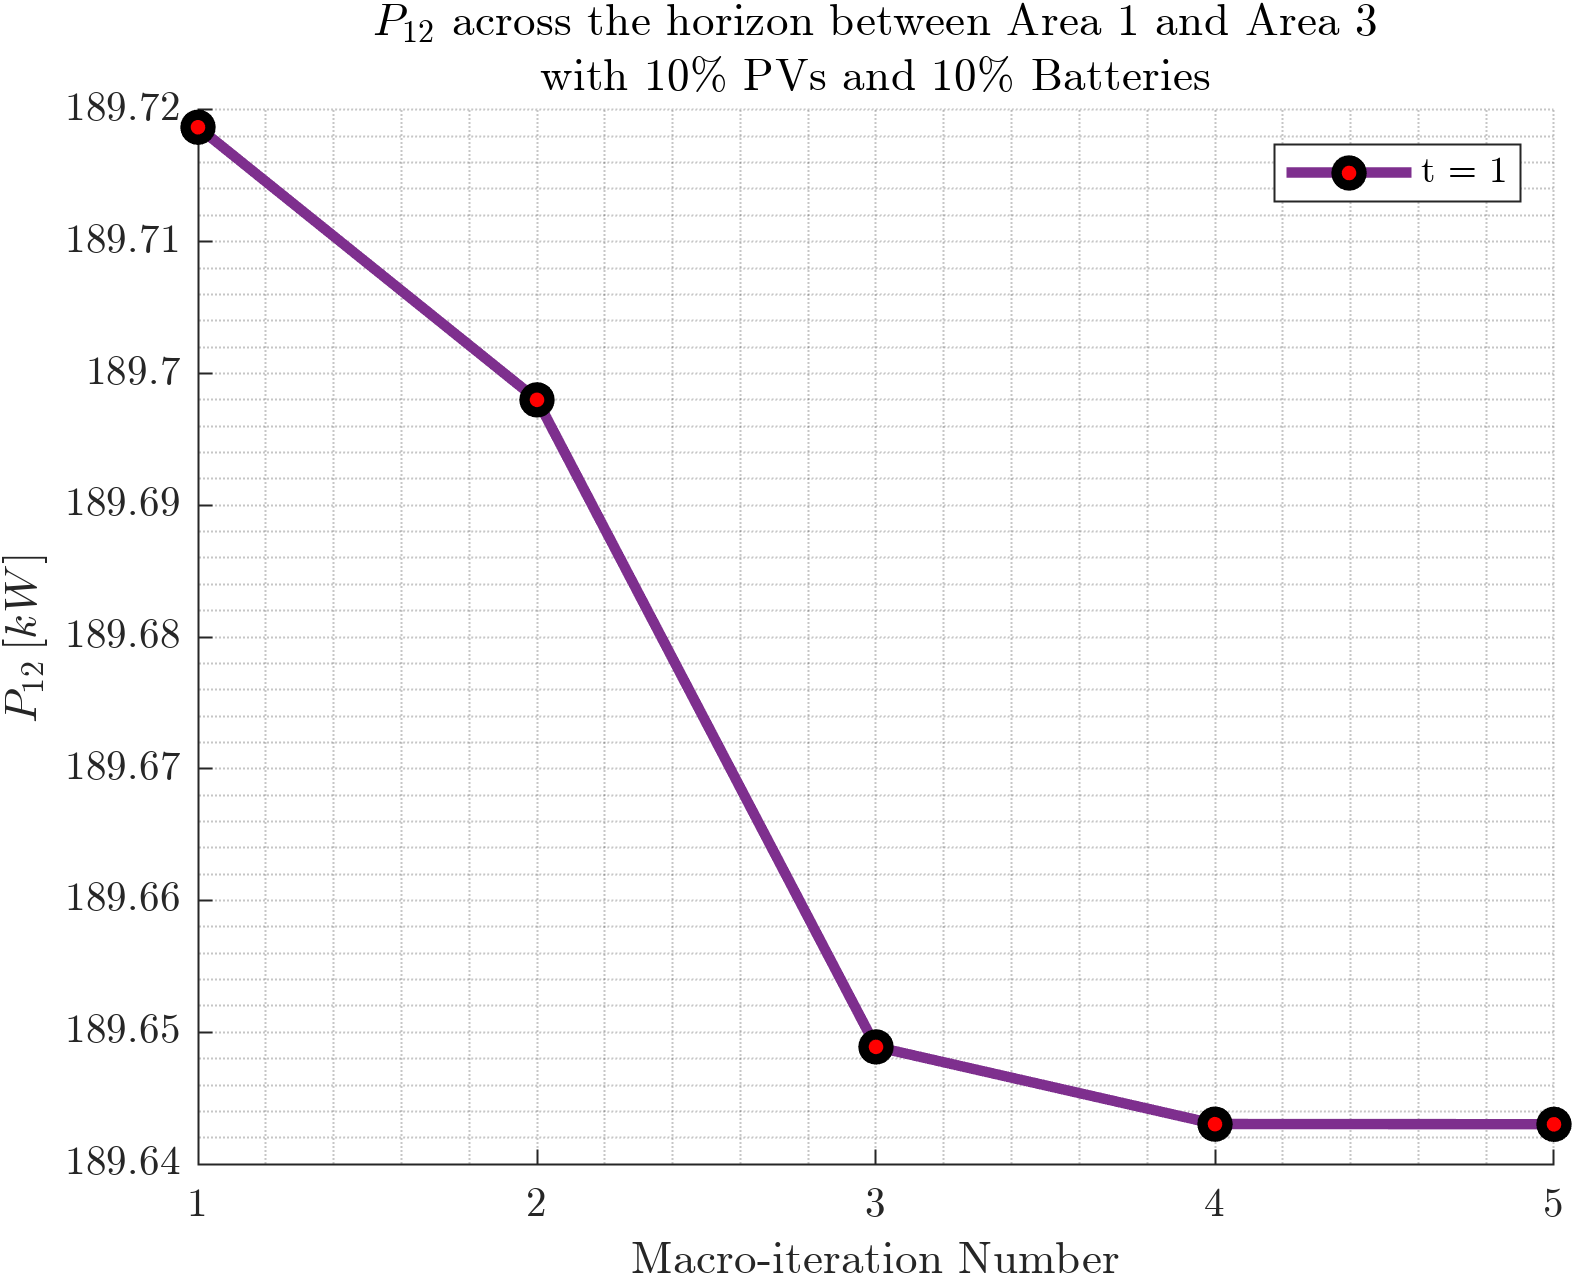 P₁₂ across the horizon between Area 1 and Area 3
with 10% PVs and 10% Batteries
189.72
189.71
189.7
189.69
189.68
189.67
189.66
189.65
189.64
P₁₂ [kW]
t = 1
1 2 3 4 5
Macro-iteration Number